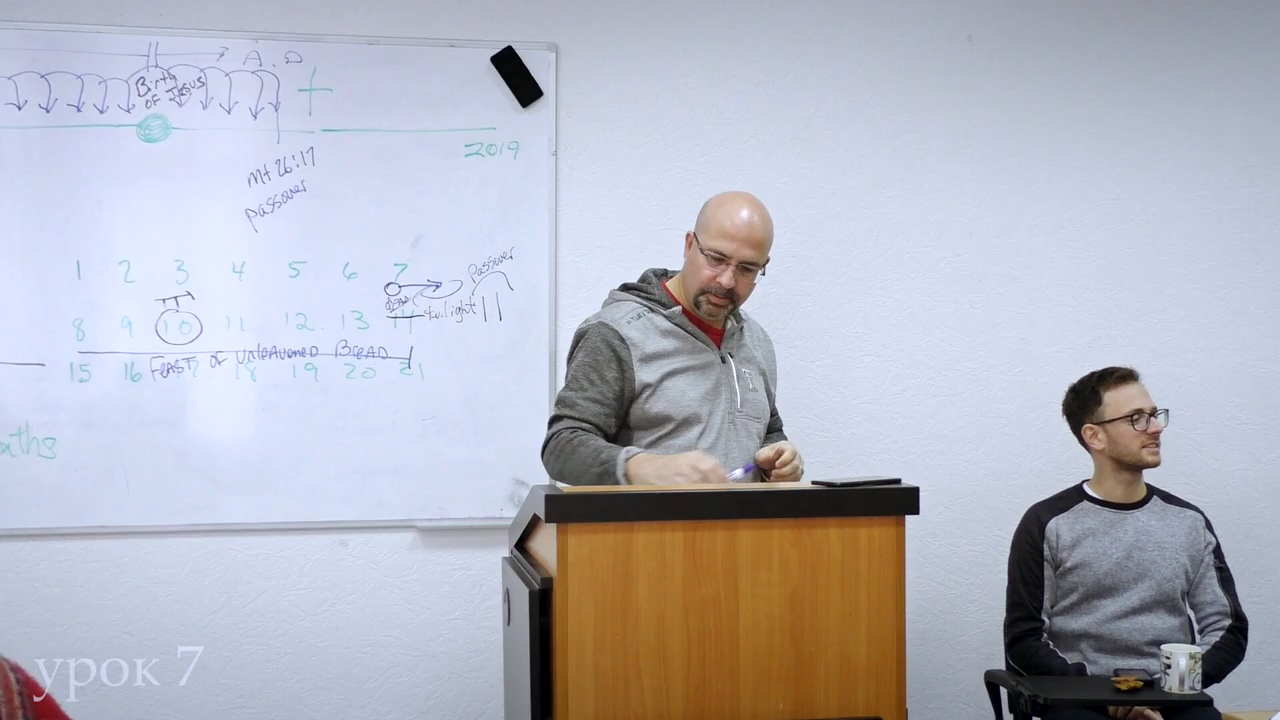 A.D
Birth
OF Jesus
2019
mt 26:17
passover
1 2 3 4 5 6 7
Passover
twilight
8 9 10 11 12 13 14
FEAST OF UnleAvened BreAD
15 16 17 18 19 20 21
урок 7